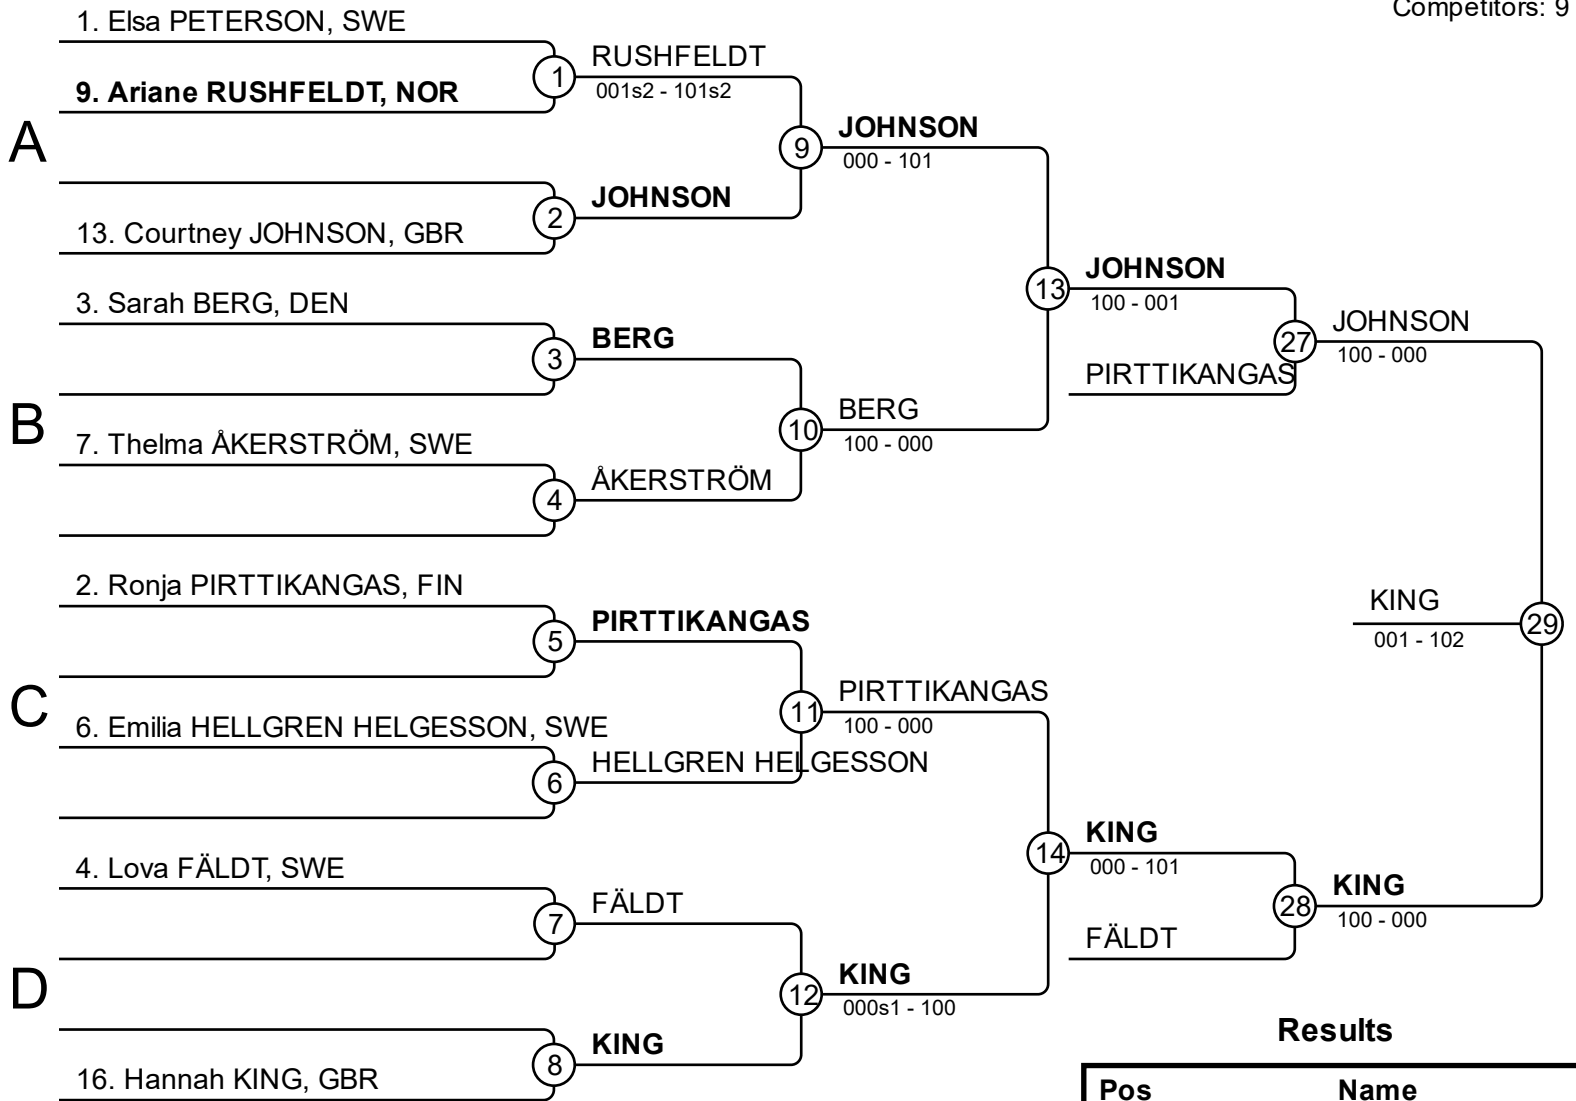 Competitors: 9
1. Elsa PETERSON, SWE
9. Ariane RUSHFELDT, NOR
1
RUSHFELDT
001s2 - 101s2
A
9
JOHNSON
000 - 101
2
JOHNSON
13. Courtney JOHNSON, GBR
13
JOHNSON
100 - 001
3. Sarah BERG, DEN
3
BERG
27
JOHNSON
100 - 000
PIRTTIKANGAS
B
10
BERG
100 - 000
7. Thelma ÅKERSTRÖM, SWE
4
ÅKERSTRÖM
2. Ronja PIRTTIKANGAS, FIN
5
PIRTTIKANGAS
KING
001 - 102
29
C
11
PIRTTIKANGAS
100 - 000
6. Emilia HELLGREN HELGESSON, SWE
6
HELLGREN HELGESSON
14
KING
000 - 101
4. Lova FÄLDT, SWE
7
FÄLDT
28
KING
100 - 000
FÄLDT
D
12
KING
000s1 - 100
8
KING
16. Hannah KING, GBR
Results
Pos Name